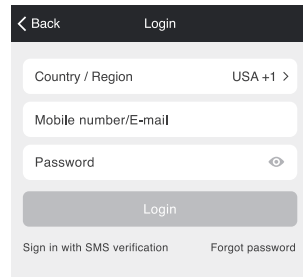 Back Login
Country / Region USA +1 >
Mobile number/E-mail
Password
Login
Sign in with SMS verification Forgot password